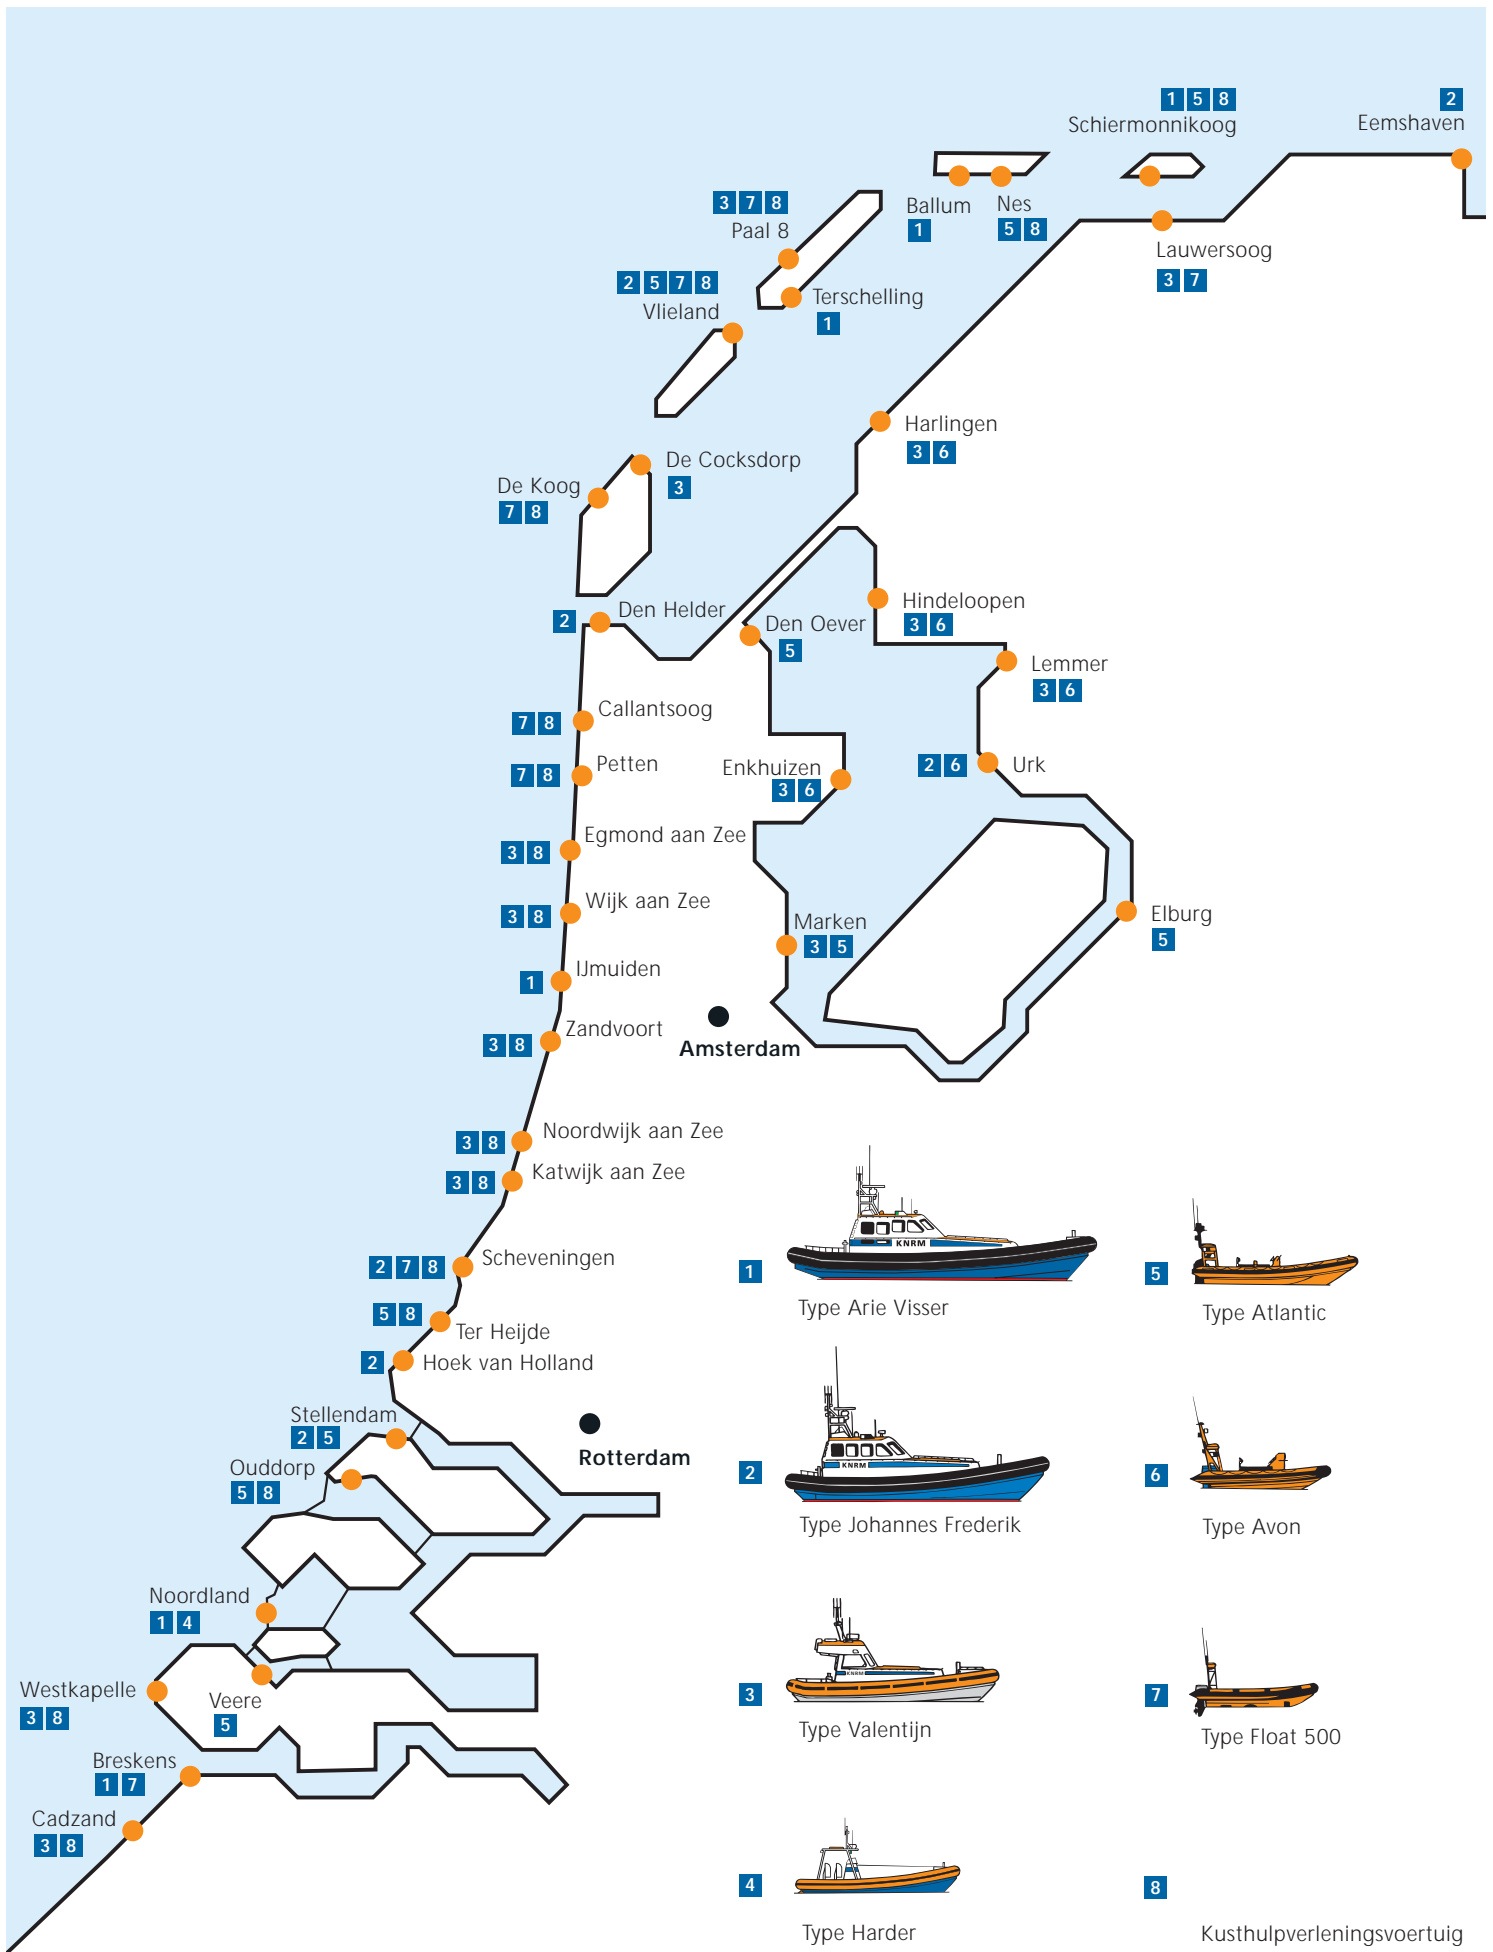 1 5 8
Schiermonnikoog
2
Eemshaven
3 7 8
Paal 8
Ballum
1
Nes
5 8
Lauwersoog
3 7
2 5 7 8
Vlieland
Terschelling
1
Harlingen
3 6
De Cocksdorp
3
De Koog
7 8
2
Den Helder
Den Oever
5
Hindeloopen
3 6
Lemmer
3 6
7 8
Callantsoog
7 8
Petten
Enkhuizen
3 6
2 6
Urk
3 8
Egmond aan Zee
3 8
Wijk aan Zee
Marken
3 5
Elburg
5
1
IJmuiden
3 8
Zandvoort
Amsterdam
3 8
Noordwijk aan Zee
3 8
Katwijk aan Zee
2 7 8
Scheveningen
5 8
Ter Heijde
2
Hoek van Holland
Stellendam
2 5
Rotterdam
Ouddorp
5 8
Noordland
1 4
Westkapelle
3 8
Veere
5
Breskens
1 7
Cadzand
3 8
KNRM
1
Type Arie Visser
5
Type Atlantic
KNRM
2
Type Johannes Frederik
6
Type Avon
KNRM
3
Type Valentijn
7
Type Float 500
4
Type Harder
8
Kusthulpverleningsvoertuig